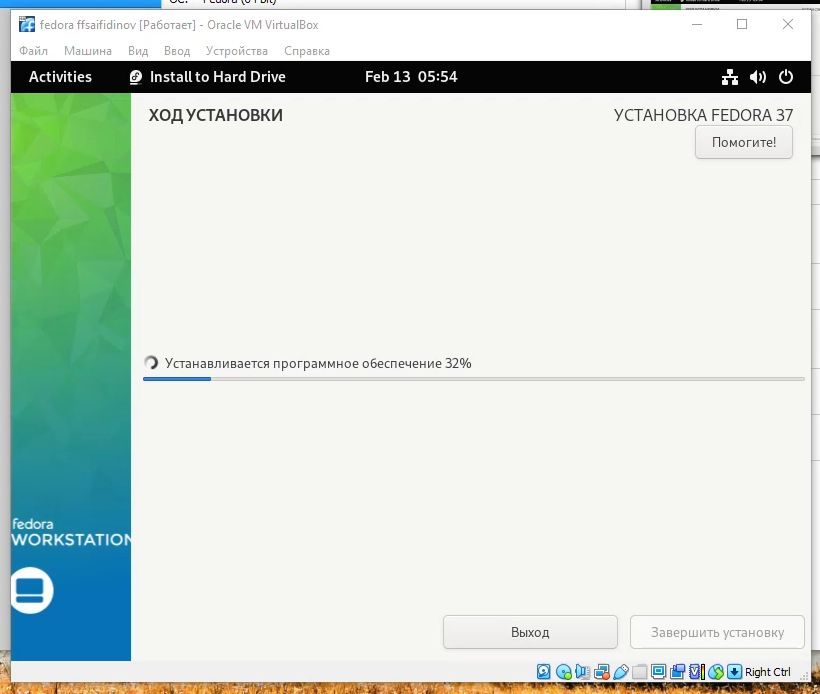 fedora ffsaifidinov [Работает] - Oracle VM VirtualBox
Файл Машина Вид Ввод Устройства Справка
Activities Install to Hard Drive Feb 13 05:54
ХОД УСТАНОВКИ
УСТАНОВКА FEDORA 37
Помогите!
Устанавливается программное обеспечение 32%
fedora
WORKSTATION
Выход
Завершить установку
Right Ctrl